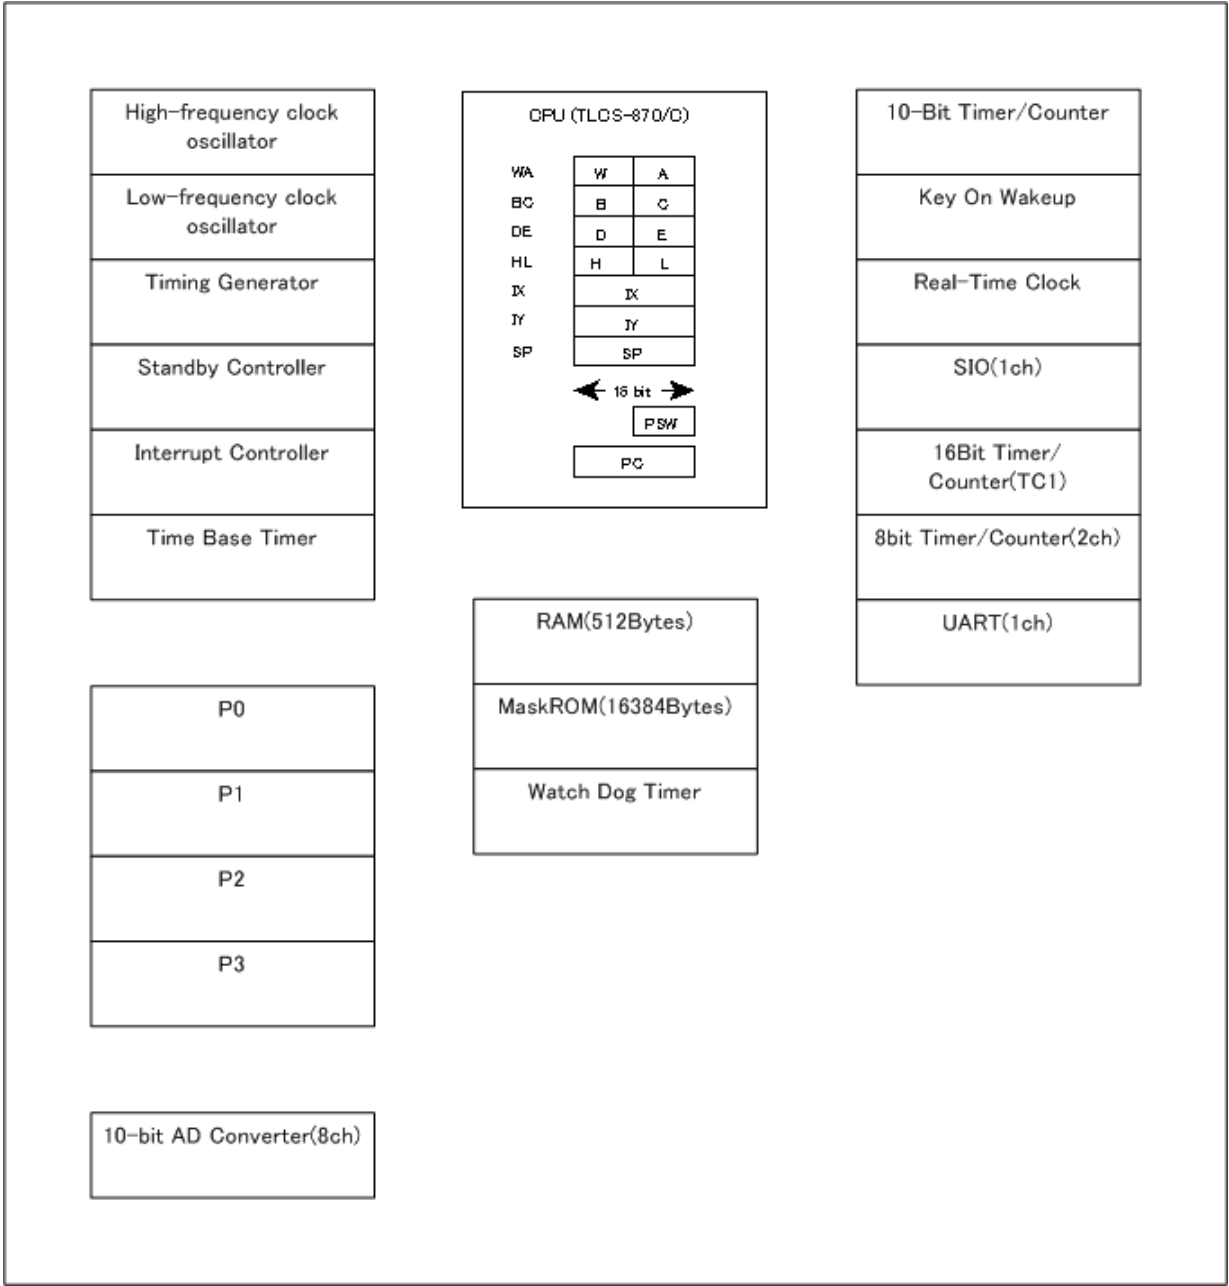 High-frequency clock
oscillator
Low-frequency clock
oscillator
Timing Generator
Standby Controller
Interrupt Controller
Time Base Timer
P0
P1
P2
P3
10-bit AD Converter(8ch)
CPU (TLCS-870/C)
WA W A
BC B C
DE D E
HL H L
IX IX
IY IY
SP SP
16 bit
PSW
PC
RAM(512Bytes)
MaskROM(16384Bytes)
Watch Dog Timer
10-Bit Timer/Counter
Key On Wakeup
Real-Time Clock
SIO(1ch)
16Bit Timer/
Counter(TC1)
8bit Timer/Counter(2ch)
UART(1ch)